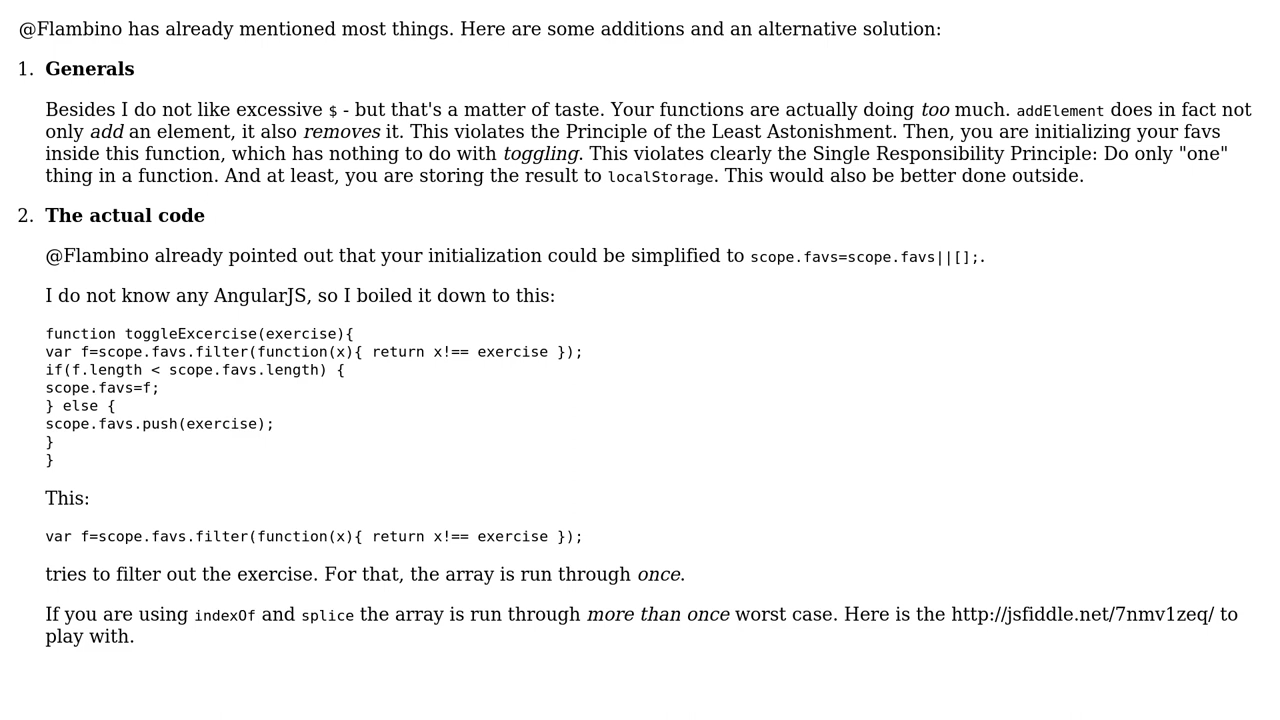 @Flambino has already mentioned most things. Here are some additions and an alternative solution:
1. Generals
Besides I do not like excessive $ - but that's a matter of taste. Your functions are actually doing too much. addElement does in fact not
only add an element, it also removes it. This violates the Principle of the Least Astonishment. Then, you are initializing your favs
inside this function, which has nothing to do with toggling. This violates clearly the Single Responsibility Principle: Do only "one"
thing in a function. And at least, you are storing the result to localStorage. This would also be better done outside.
2. The actual code
@Flambino already pointed out that your initialization could be simplified to scope.favs=scope.favs||[];.
I do not know any AngularJS, so I boiled it down to this:
function toggleExcercise(exercise){
var f=scope.favs.filter(function(x){ return x!== exercise });
if(f.length < scope.favs.length) {
scope.favs=f;
} else {
scope.favs.push(exercise);
}
}
This:
var f=scope.favs.filter(function(x){ return x!== exercise });
tries to filter out the exercise. For that, the array is run through once.
If you are using indexOf and splice the array is run through more than once worst case. Here is the http://jsfiddle.net/7nmv1zeq/ to
play with.